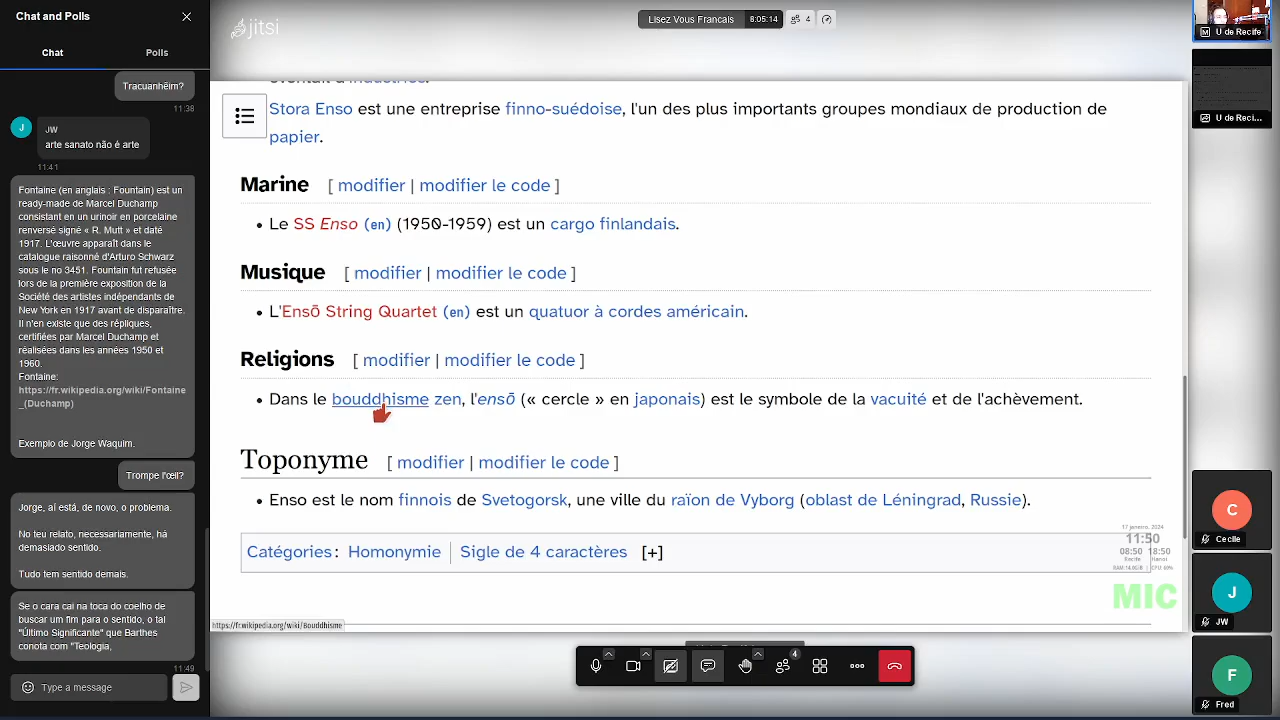 Chat and Polls
Chat
Polls
Tracuanhêim?
11:38
J
JW
arte sanato não é arte
11:41
Fontaine (en anglais : Fountain) est un
ready-made de Marcel Duchamp
consistant en un urinoir en porcelaine
renversé signé « R. Mutt » et daté
1917. L'œuvre apparaît dans le
catalogue raisonné d'Arturo Schwarz
sous le no 3451. Fontaine fut refusée
lors de la première exposition de la
Société des artistes indépendants de
New York en 1917 avant de disparaître.
Il n'en existe que des répliques,
certifiées par Marcel Duchamp et
réalisées dans les années 1950 et
1960.
Fontaine:
https://fr.wikipedia.org/wiki/Fontaine
_(Duchamp)
Exemplo de Jorge Waquim.
Trompe l'œil?
Jorge, aí está, de novo, o problema.
No teu relato, necessariamente, há
demasiado sentido.
Tudo tem sentido demais.
Se o cara cai na toca do coelho de
buscar um fim para o sentido, o tal
"Último Significante" que Barthes
conota com "Teologia,
11:49
Type a message
jitsi
Lisez Vous Francais
8:05:14
4
Stora Enso est une entreprise finno-suédoise, l'un des plus importants groupes mondiaux de production de
papier.
Marine [ modifier | modifier le code ]
• Le SS Enso (en) (1950-1959) est un cargo finlandais.
Musique [ modifier | modifier le code ]
• L'Ensō String Quartet (en) est un quatuor à cordes américain.
Religions [ modifier | modifier le code ]
• Dans le bouddhisme zen, l'ensō (« cercle » en japonais) est le symbole de la vacuité et de l'achèvement.
Toponyme [ modifier | modifier le code ]
• Enso est le nom finnois de Svetogorsk, une ville du raïon de Vyborg (oblast de Léningrad, Russie).
Catégories : Homonymie | Sigle de 4 caractères [+]
17 janeiro, 2024
11:50
08:50 18:50
Recife Hanoi
MIC
https://fr.wikipedia.org/wiki/Bouddhisme
4
M U de Recife
U de Reci...
C
Cecile
J
JW
F
Fred